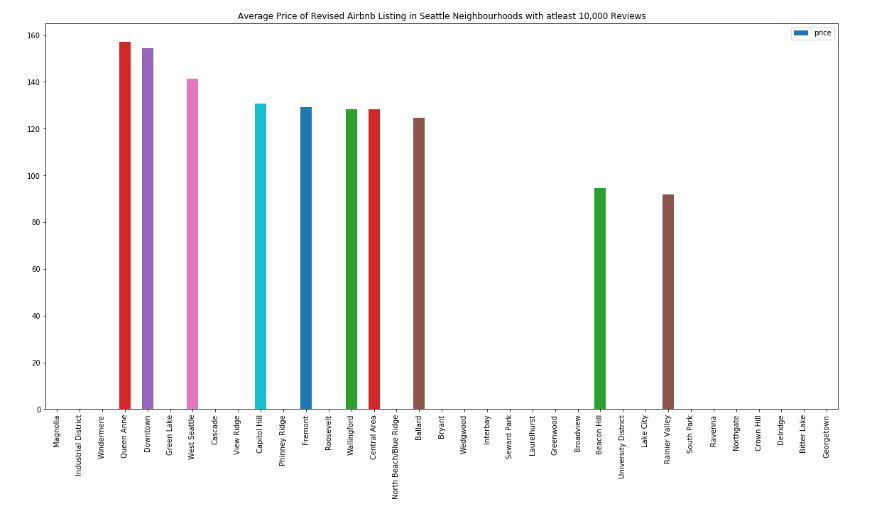 Average Price of Revised Airbnb Listing in Seattle Neighbourhoods with atleast 10,000 Reviews
price
160
140
120
100
80
60
40
20
0
Magnolia
Industrial District
Windermere
Queen Anne
Downtown
Green Lake
West Seattle
Cascade
View Ridge
Capitol Hill
Phinney Ridge
Fremont
Roosevelt
Wallingford
Central Area
North Beach/Blue Ridge
Ballard
Bryant
Wedgwood
Interbay
Seward Park
Laurelhurst
Greenwood
Broadview
Beacon Hill
University District
Lake City
Rainier Valley
South Park
Ravenna
Northgate
Crown Hill
Delridge
Bitter Lake
Georgetown